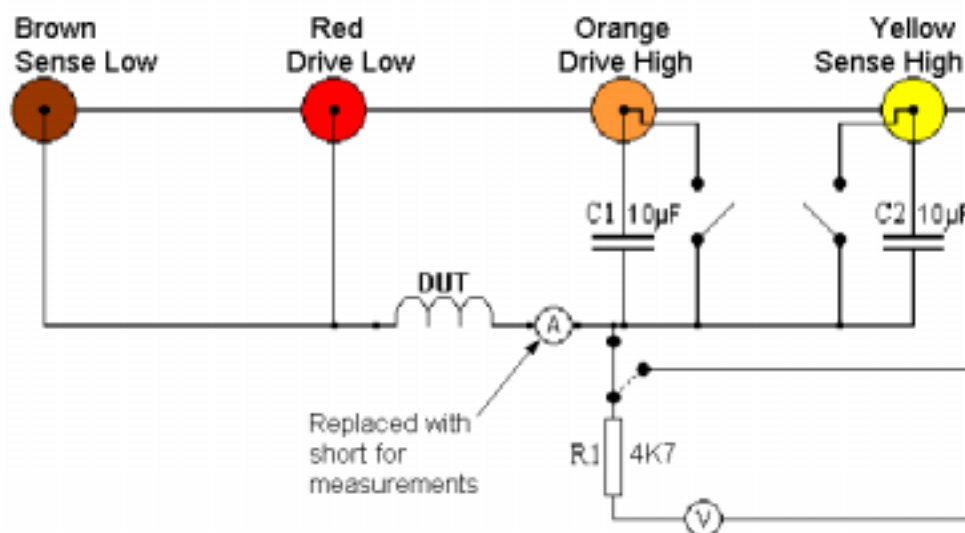 Brown
Sense Low
Red
Drive Low
Orange
Drive High
Yellow
Sense High
C1 10µF
C2 10µF
DUT
A
Replaced with
short for
measurements
R1 4K7
V